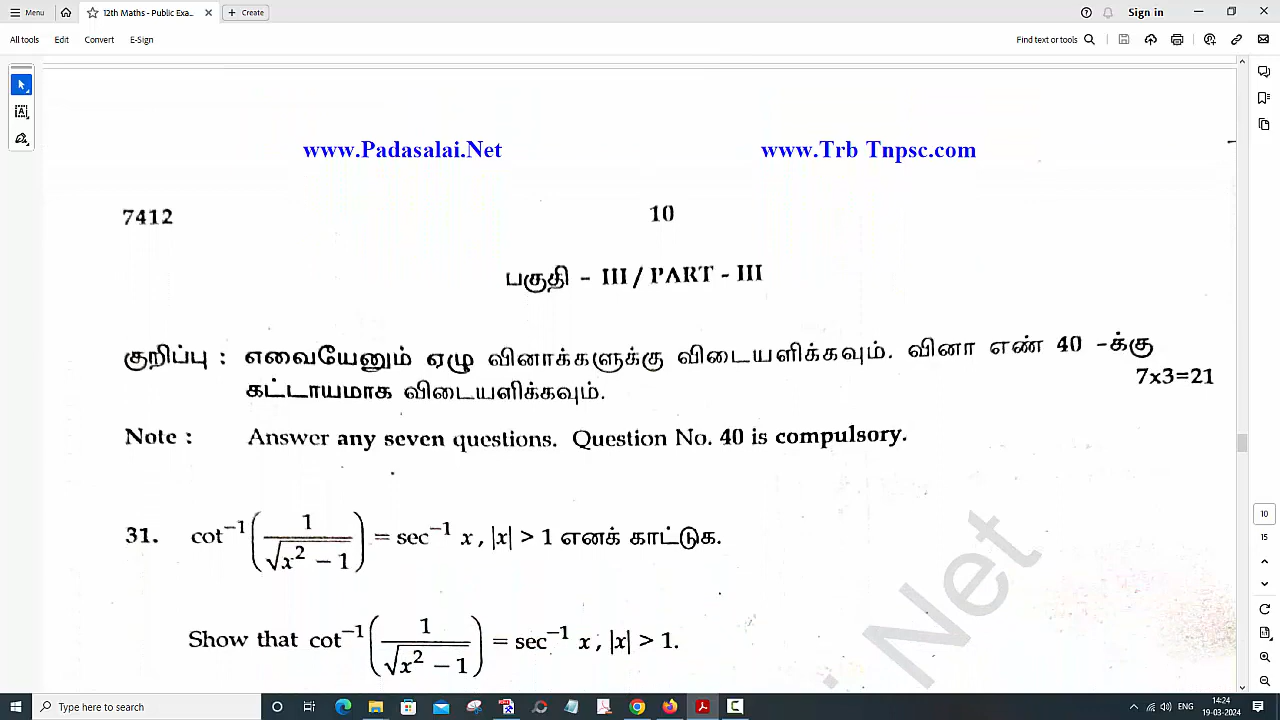 Menu
12th Maths - Public Exa...
Create
Sign in
All tools Edit Convert E-Sign
Find text or tools
www.Padasalai.Net www.Trb Tnpsc.com
7412 10
பகுதி - III / PART - III
குறிப்பு : எவையேனும் ஏழு வினாக்களுக்கு விடையளிக்கவும். வினா எண் 40 -க்கு
கட்டாயமாக விடையளிக்கவும். 7x3=21
Note : Answer any seven questions. Question No. 40 is compulsory.
31. cot⁻¹(1/√(x² − 1)) = sec⁻¹ x, |x| > 1 எனக் காட்டுக.
Show that cot⁻¹(1/√(x² − 1)) = sec⁻¹ x, |x| > 1.
Net
10
15
Type here to search
ENG
14:24
19-03-2024